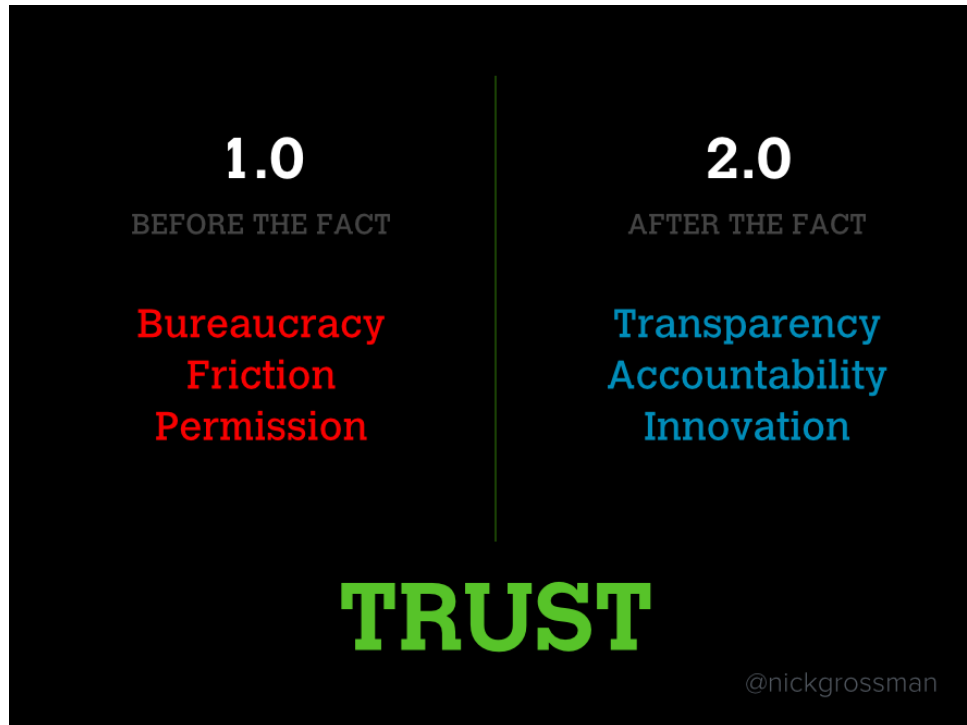 1.0
BEFORE THE FACT
Bureaucracy
Friction
Permission
2.0
AFTER THE FACT
Transparency
Accountability
Innovation
TRUST
@nickgrossman